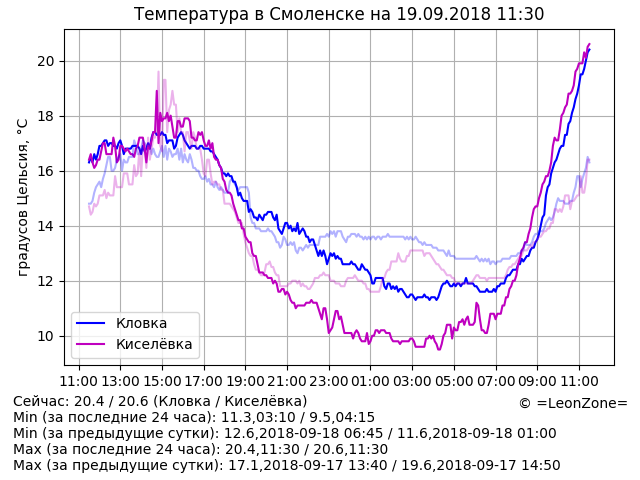 Температура в Смоленске на 19.09.2018 11:30
градусов Цельсия, °C
20
18
16
14
12
10
Кловка
Киселёвка
11:00 13:00 15:00 17:00 19:00 21:00 23:00 01:00 03:00 05:00 07:00 09:00 11:00
Сейчас: 20.4 / 20.6 (Кловка / Киселёвка)
© =LeonZone=
Min (за последние 24 часа): 11.3,03:10 / 9.5,04:15
Min (за предыдущие сутки): 12.6,2018-09-18 06:45 / 11.6,2018-09-18 01:00
Max (за последние 24 часа): 20.4,11:30 / 20.6,11:30
Max (за предыдущие сутки): 17.1,2018-09-17 13:40 / 19.6,2018-09-17 14:50